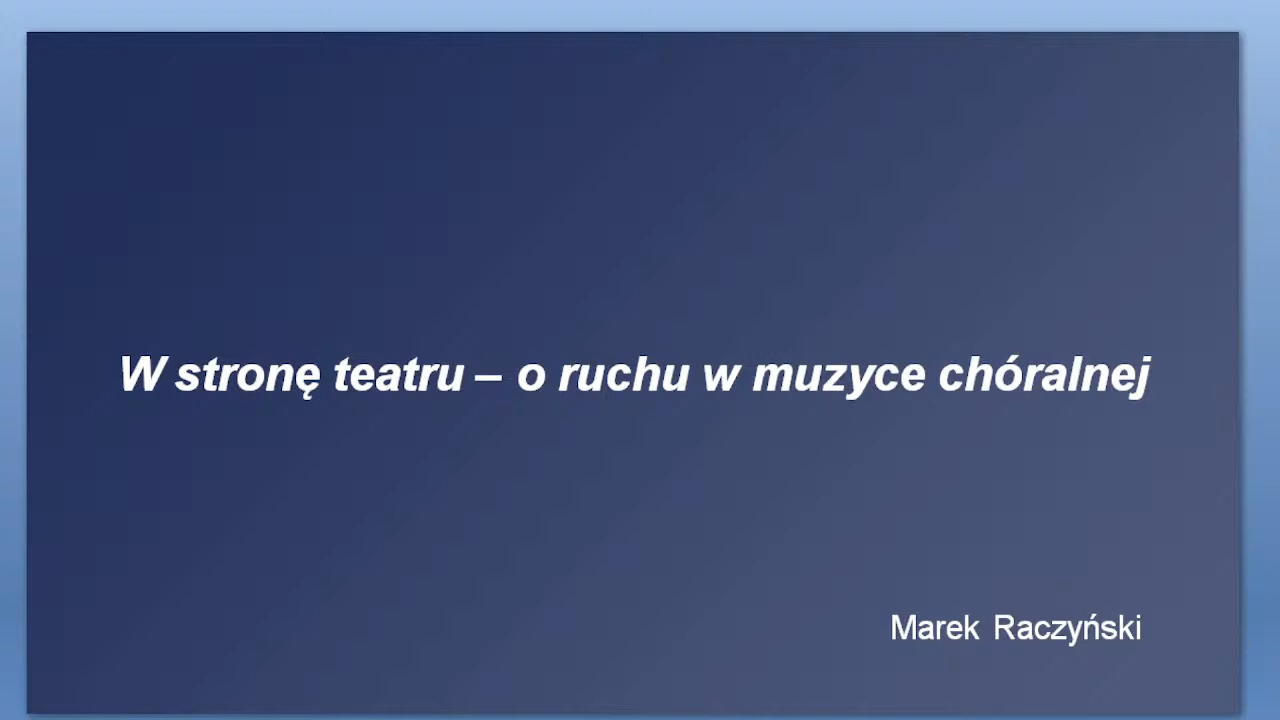 W stronę teatru – o ruchu w muzyce chóralnej
Marek Raczyński